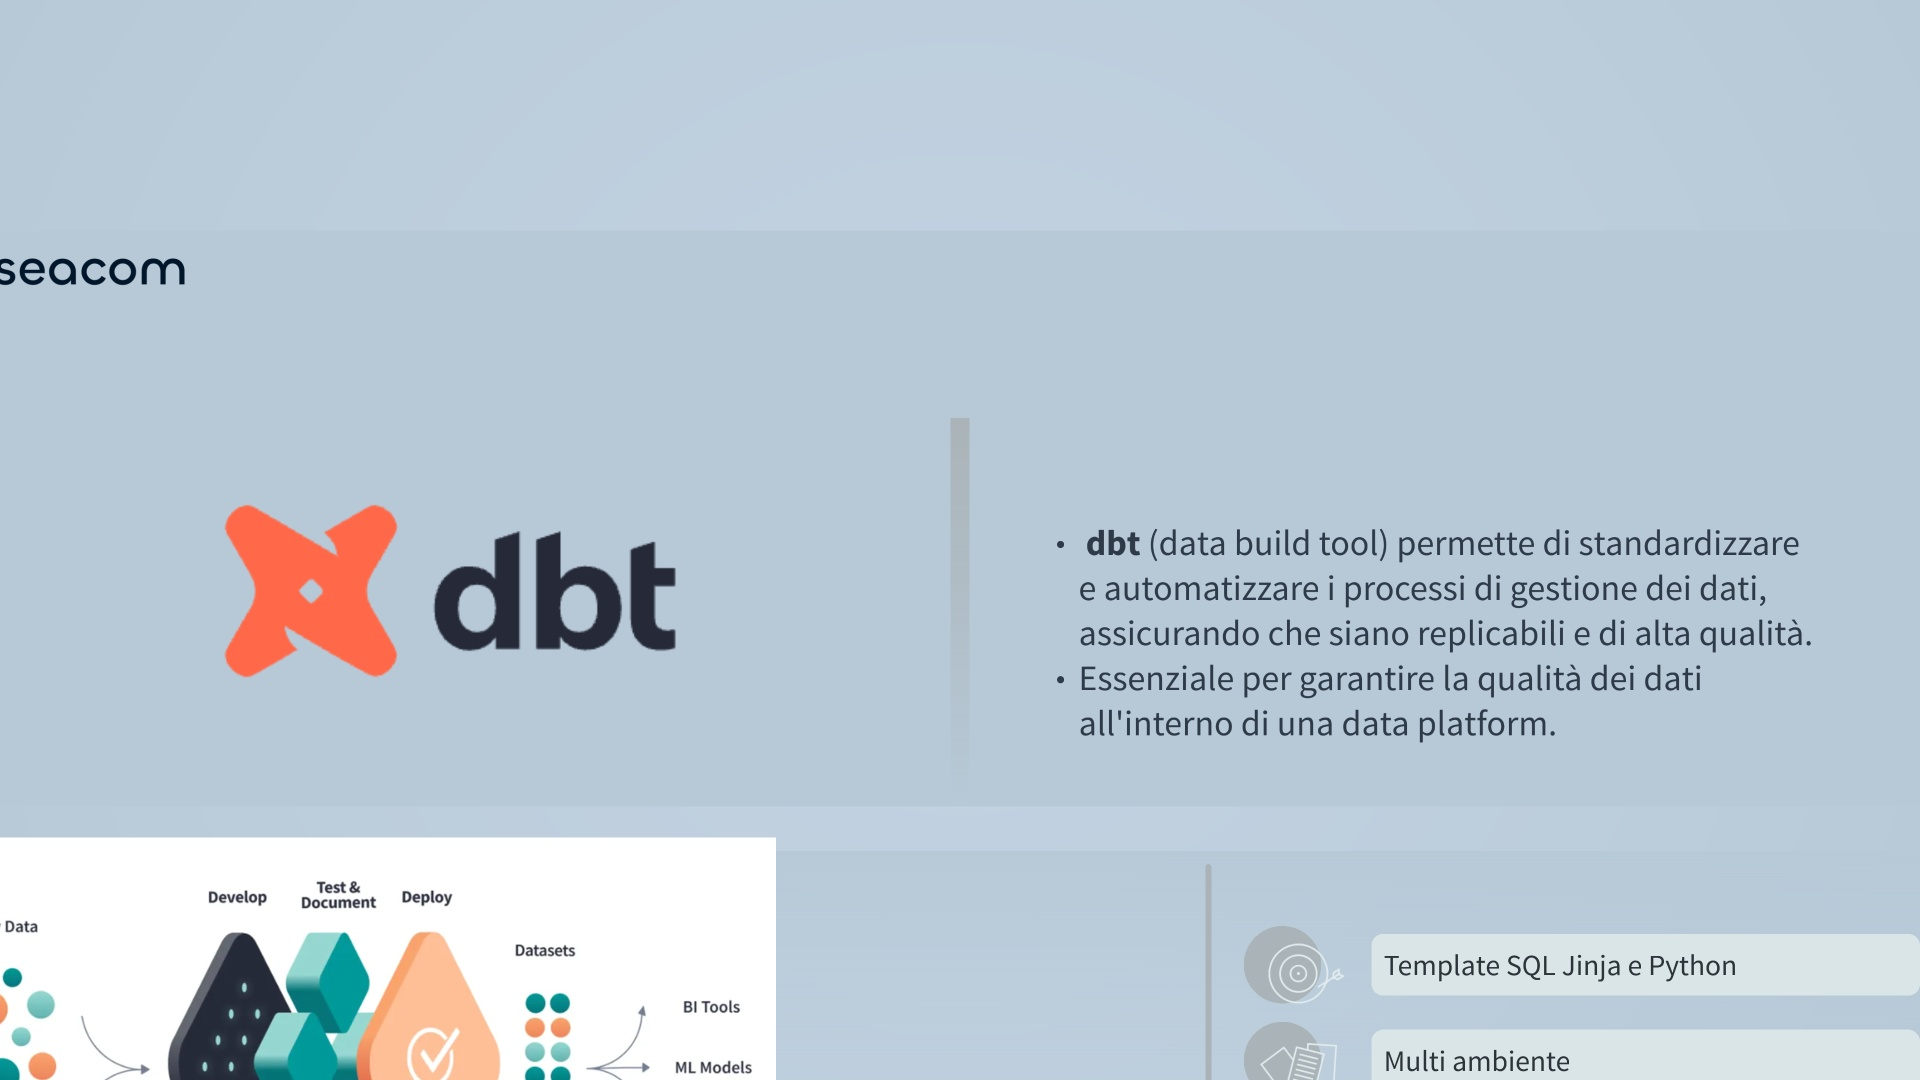 seacom
dbt
• dbt (data build tool) permette di standardizzare
e automatizzare i processi di gestione dei dati,
assicurando che siano replicabili e di alta qualità.
• Essenziale per garantire la qualità dei dati
all'interno di una data platform.
Develop
Test &
Document
Deploy
Data
Datasets
BI Tools
ML Models
Template SQL Jinja e Python
Multi ambiente